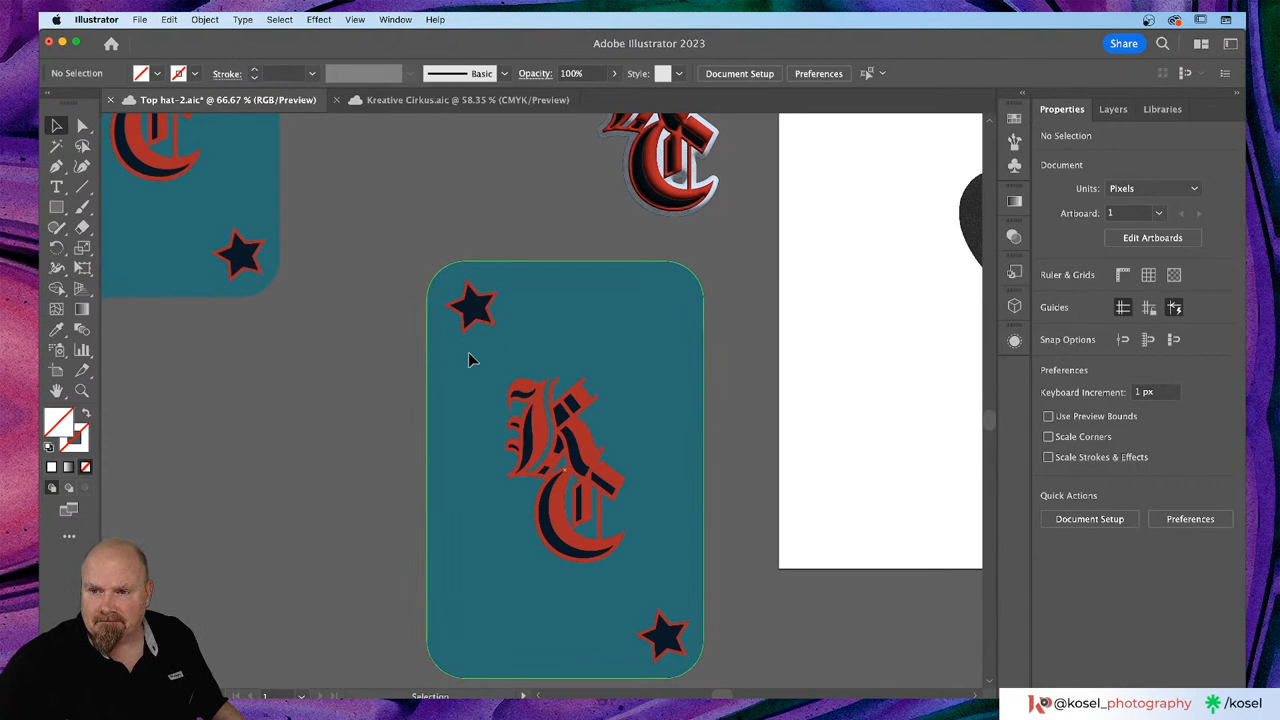 Illustrator File Edit Object Type Select Effect View Window Help
Adobe Illustrator 2023
Share
No Selection Stroke: Basic Opacity: 100% Style: Document Setup Preferences
Top hat-2.aic* @ 66.67 % (RGB/Preview) Kreative Cirkus.aic @ 58.35 % (CMYK/Preview)
Properties Layers Libraries
No Selection
Document
Units: Pixels
Artboard: 1
Edit Artboards
Ruler & Grids
Guides
Snap Options
Preferences
Keyboard Increment: 1 px
Use Preview Bounds
Scale Corners
Scale Strokes & Effects
Quick Actions
Document Setup Preferences
C
C
K
C
1 Selection
@kosel_photography /kosel